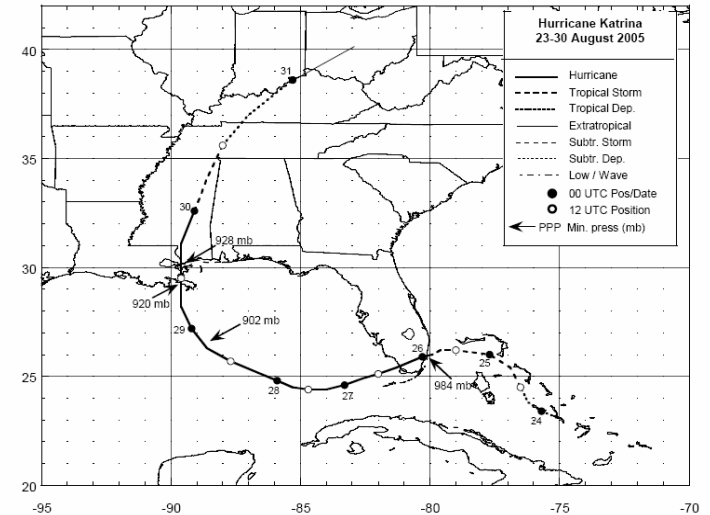 Hurricane Katrina
23-30 August 2005
Hurricane
Tropical Storm
Tropical Dep.
Extratropical
Subtr. Storm
Subtr. Dep.
Low / Wave
00 UTC Pos/Date
12 UTC Position
PPP Min. press (mb)
40
31
35
30
928 mb
30
920 mb
902 mb
29
26
25
984 mb
25
28
27
24
20
-95
-90
-85
-80
-75
-70